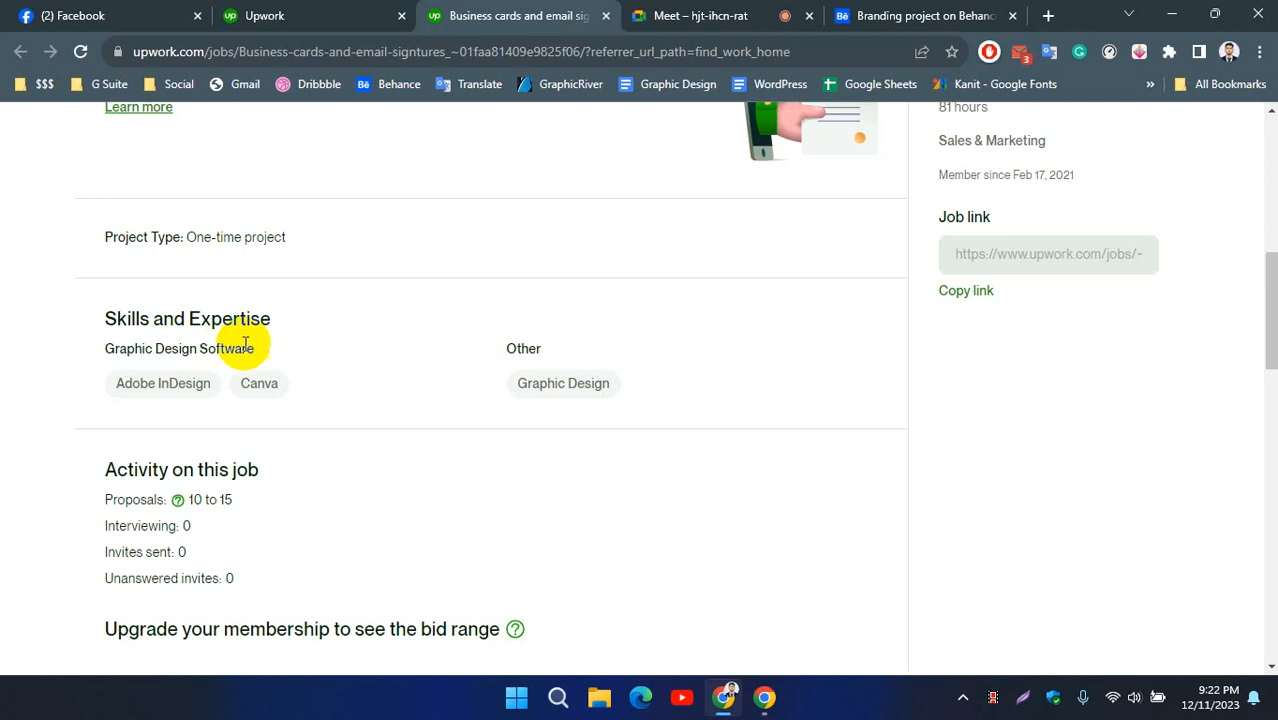 (2) Facebook
Upwork
Business cards and email sig
Meet – hjt-ihcn-rat
Branding project on Behanc
upwork.com/jobs/Business-cards-and-email-signtures_~01faa81409e9825f06/?referrer_url_path=find_work_home
3
$$$
G Suite
Social
Gmail
Dribbble
Behance
Translate
GraphicRiver
Graphic Design
WordPress
Google Sheets
Kanit - Google Fonts
»
All Bookmarks
Learn more
81 hours
Sales & Marketing
Member since Feb 17, 2021
Job link
https://www.upwork.com/jobs/~
Copy link
Project Type: One-time project
Skills and Expertise
Graphic Design Software
Other
Adobe InDesign
Canva
Graphic Design
Activity on this job
Proposals: ? 10 to 15
Interviewing: 0
Invites sent: 0
Unanswered invites: 0
Upgrade your membership to see the bid range ?
9:22 PM
12/11/2023